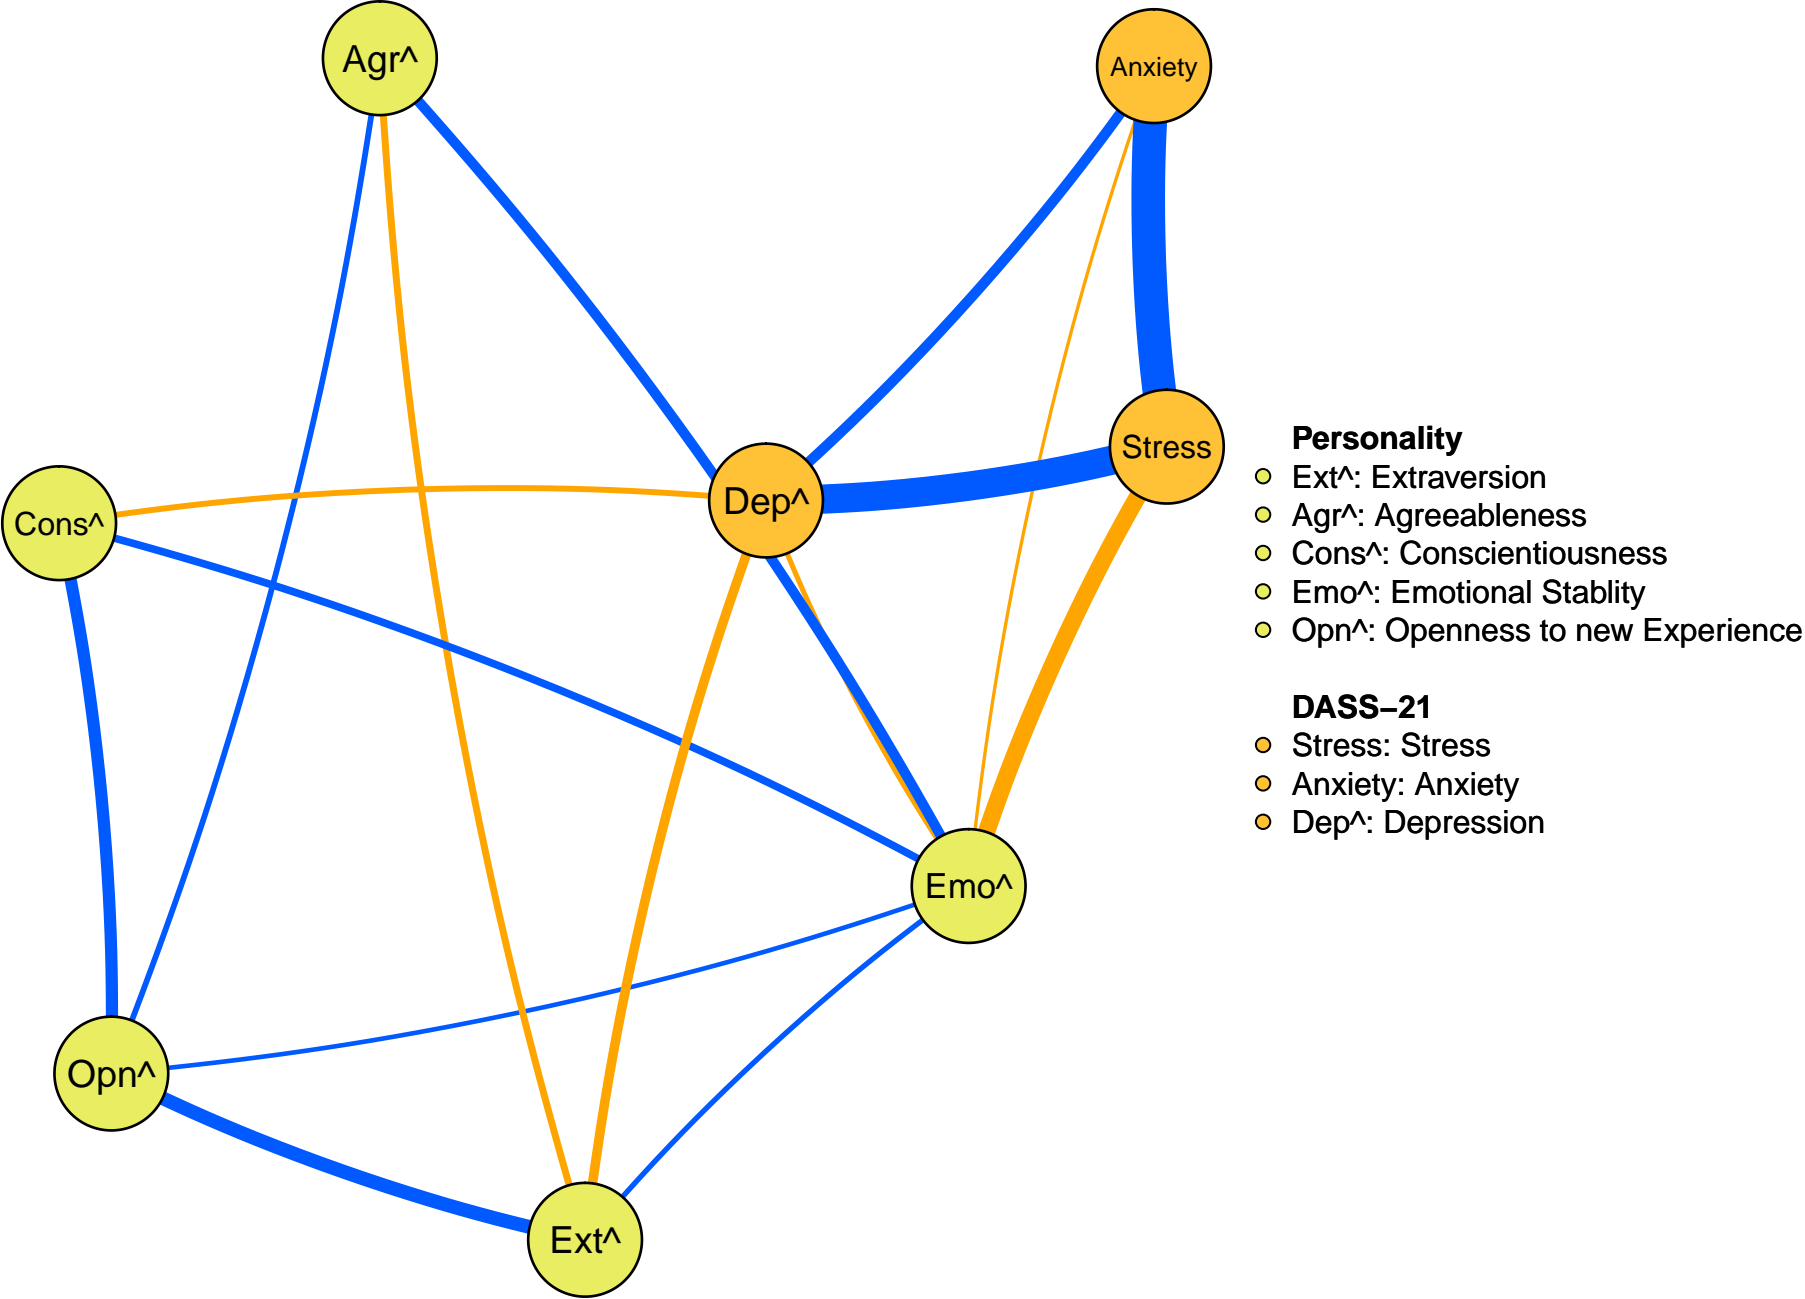 Agr^
Anxiety
Stress
Dep^
Cons^
Emo^
Opn^
Ext^
Personality
Ext^: Extraversion
Agr^: Agreeableness
Cons^: Conscientiousness
Emo^: Emotional Stablity
Opn^: Openness to new Experience
DASS−21
Stress: Stress
Anxiety: Anxiety
Dep^: Depression